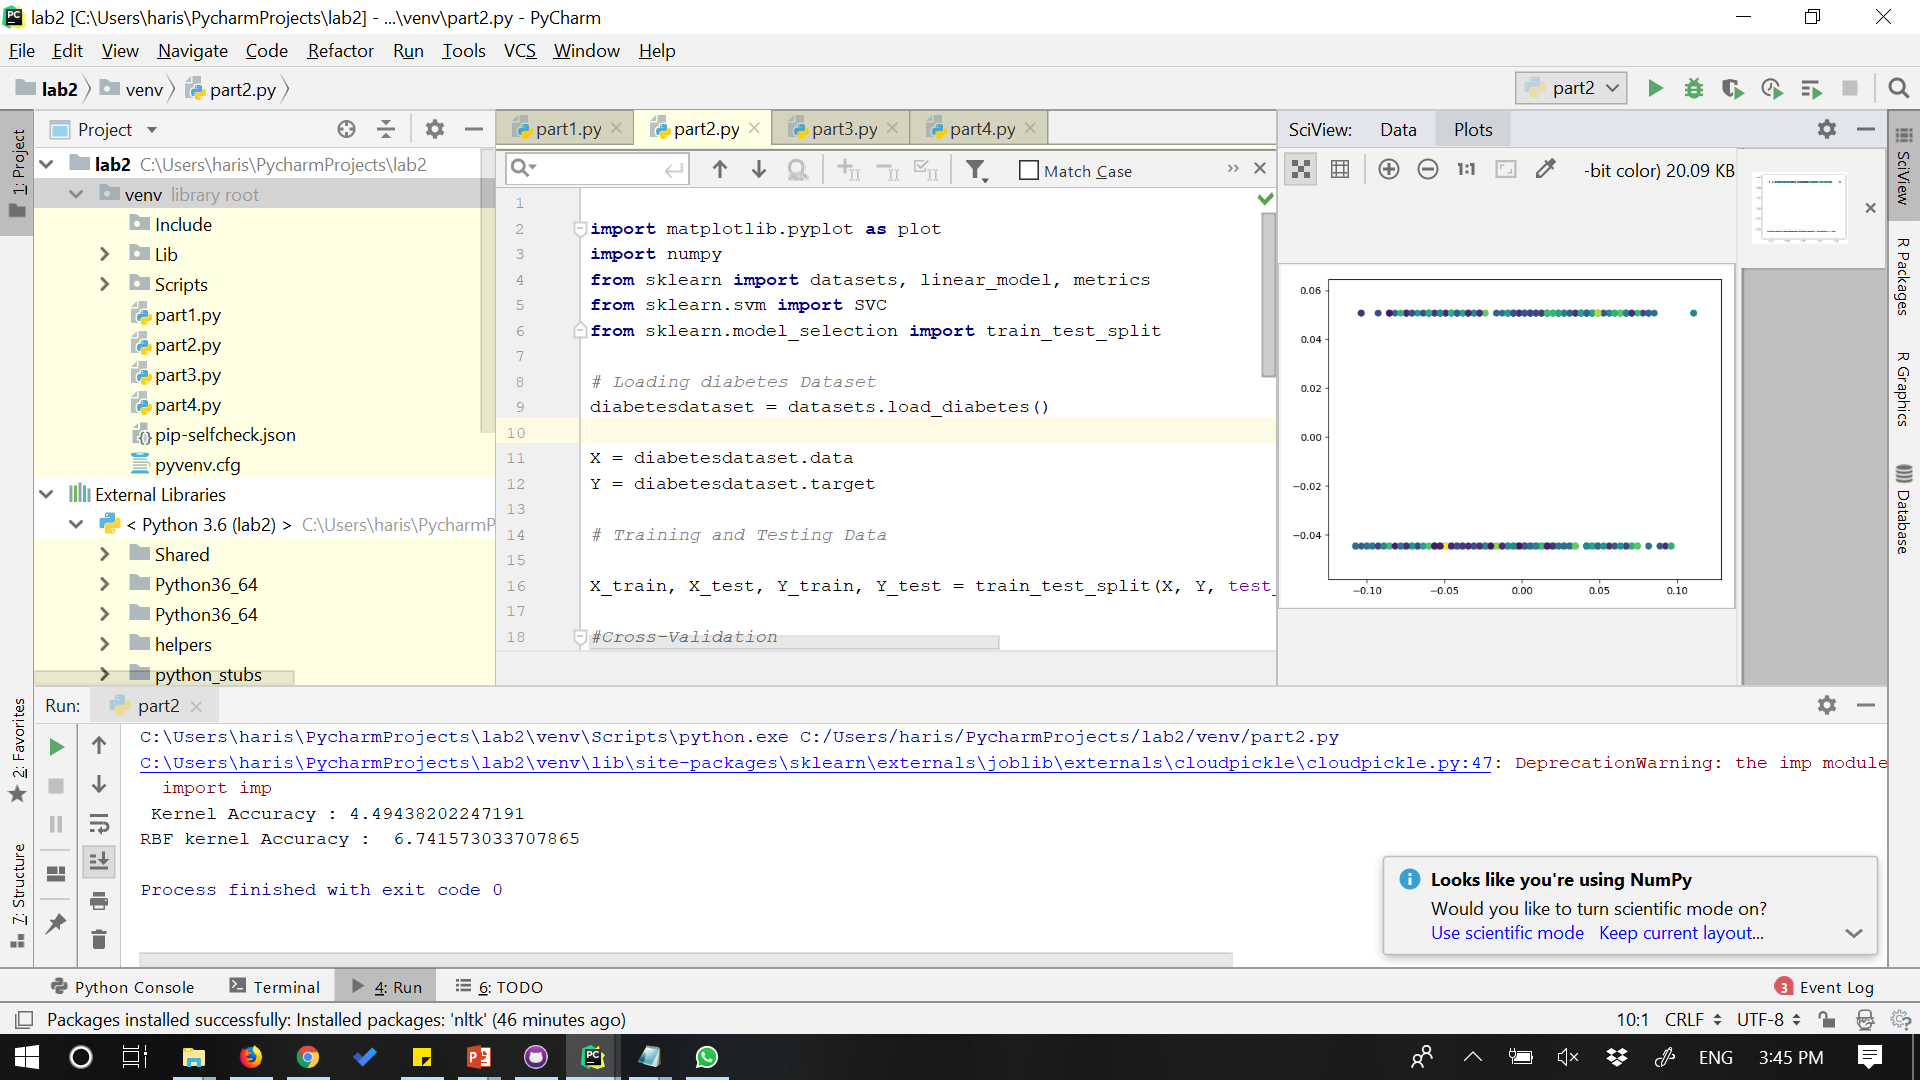 lab2 [C:\Users\haris\PycharmProjects\lab2] - ...\venv\part2.py - PyCharm
File Edit View Navigate Code Refactor Run Tools VCS Window Help
lab2 venv part2.py part2
1: Project
Project
lab2 C:\Users\haris\PycharmProjects\lab2
venv library root
Include
Lib
Scripts
part1.py
part2.py
part3.py
part4.py
pip-selfcheck.json
pyvenv.cfg
External Libraries
< Python 3.6 (lab2) > C:\Users\haris\PycharmP
Shared
Python36_64
Python36_64
helpers
python_stubs
part1.py part2.py part3.py part4.py
Match Case
1
2 import matplotlib.pyplot as plot
3 import numpy
4 from sklearn import datasets, linear_model, metrics
5 from sklearn.svm import SVC
6 from sklearn.model_selection import train_test_split
7
8 # Loading diabetes Dataset
9 diabetesdataset = datasets.load_diabetes()
10
11 X = diabetesdataset.data
12 Y = diabetesdataset.target
13
14 # Training and Testing Data
15
16 X_train, X_test, Y_train, Y_test = train_test_split(X, Y, test_
17
18 #Cross-Validation
SciView: Data Plots
1:1 -bit color) 20.09 KB
0.06
0.04
0.02
0.00
−0.02
−0.04
−0.10 −0.05 0.00 0.05 0.10
SciView
R Packages
R Graphics
Database
2: Favorites
7: Structure
Run: part2
C:\Users\haris\PycharmProjects\lab2\venv\Scripts\python.exe C:/Users/haris/PycharmProjects/lab2/venv/part2.py
C:\Users\haris\PycharmProjects\lab2\venv\lib\site-packages\sklearn\externals\joblib\externals\cloudpickle\cloudpickle.py:47: DeprecationWarning: the imp module
import imp
Kernel Accuracy : 4.49438202247191
RBF kernel Accuracy :  6.741573033707865
Process finished with exit code 0
Looks like you're using NumPy
Would you like to turn scientific mode on?
Use scientific mode Keep current layout...
Python Console Terminal 4: Run 6: TODO 3 Event Log
Packages installed successfully: Installed packages: 'nltk' (46 minutes ago) 10:1 CRLF UTF-8
ENG 3:45 PM